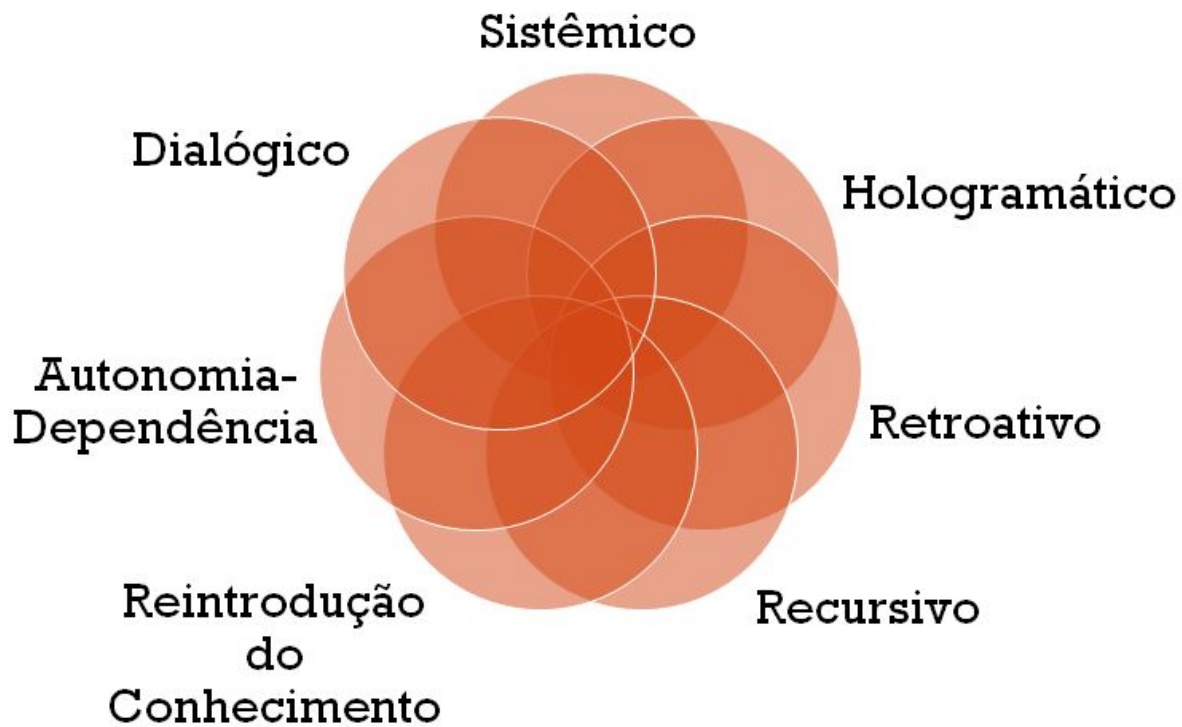 Sistêmico
Dialógico
Hologramático
Autonomia-
Dependência
Retroativo
Reintrodução
do
Conhecimento
Recursivo